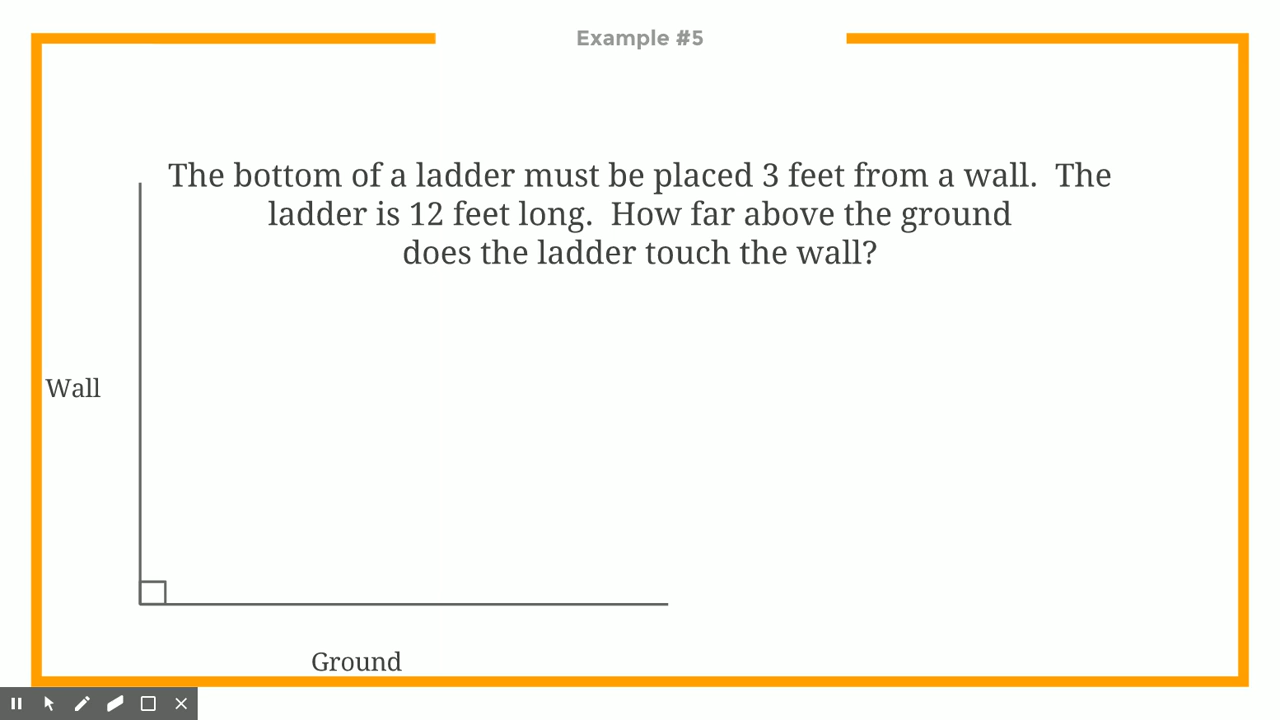 Example #5
The bottom of a ladder must be placed 3 feet from a wall.  The
ladder is 12 feet long.  How far above the ground
does the ladder touch the wall?
Wall
Ground